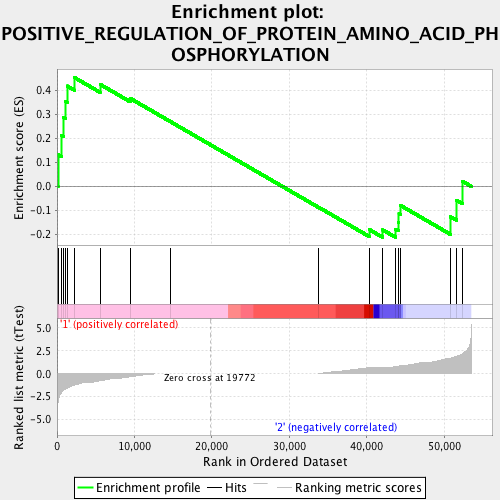 Enrichment plot:
POSITIVE_REGULATION_OF_PROTEIN_AMINO_ACID_PH
OSPHORYLATION
Enrichment score (ES)
0.4
0.3
0.2
0.1
0.0
-0.1
-0.2
'1' (positively correlated)
Ranked list metric (tTest)
5.0
2.5
0.0
-2.5
-5.0
Zero cross at 19772
'2' (negatively correlated)
0
10,000
20,000
30,000
40,000
50,000
Rank in Ordered Dataset
Enrichment profile
Hits
Ranking metric scores